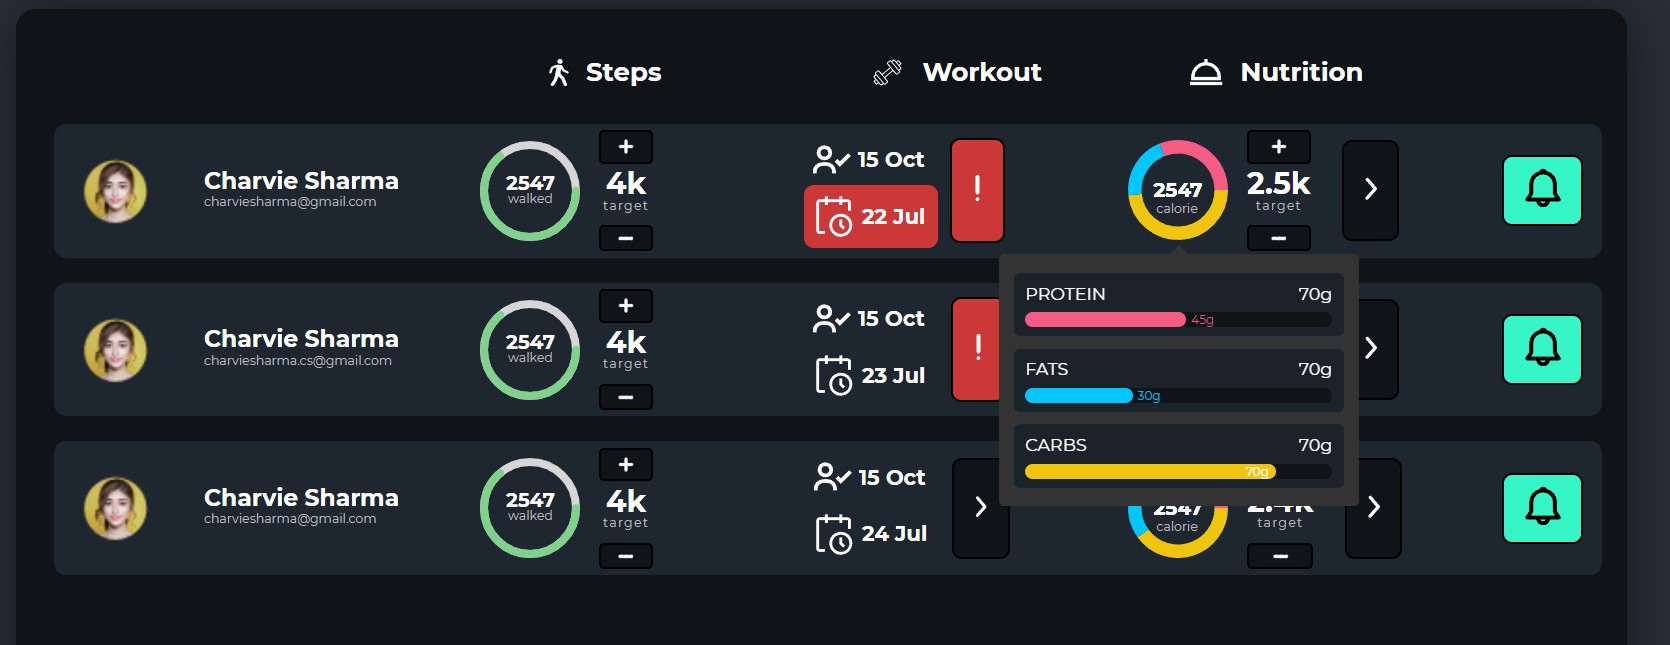 Steps
Workout
Nutrition
Charvie Sharma
charviesharma@gmail.com
2547
walked
+
4k
target
−
15 Oct
22 Jul
!
2547
calorie
+
2.5k
target
−
Charvie Sharma
charviesharma.cs@gmail.com
2547
walked
+
4k
target
−
15 Oct
23 Jul
!
PROTEIN 70g
45g
FATS 70g
30g
CARBS 70g
70g
Charvie Sharma
charviesharma@gmail.com
2547
walked
+
4k
target
−
15 Oct
24 Jul
2547
calorie
2.4k
target
−